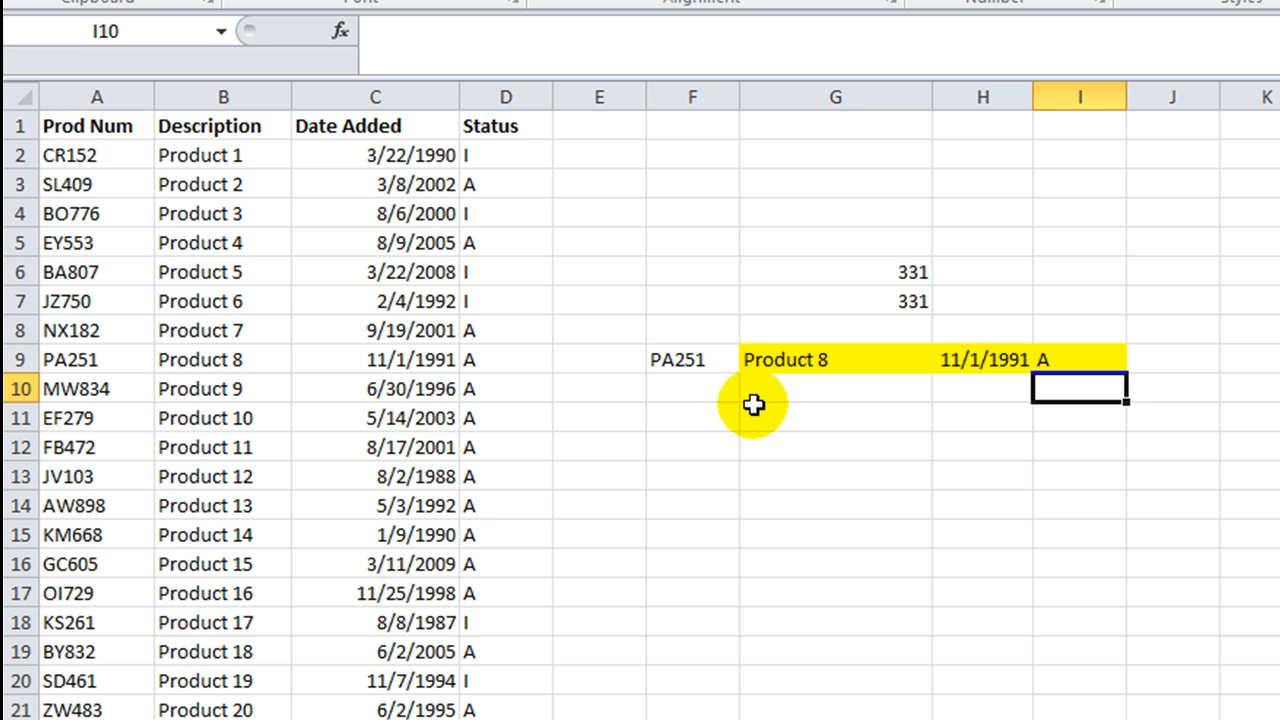 Clipboard Font Alignment Number Styles
I10 fx
A B C D E F G H I J K
1 Prod Num Description Date Added Status
2 CR152 Product 1 3/22/1990 I
3 SL409 Product 2 3/8/2002 A
4 BO776 Product 3 8/6/2000 I
5 EY553 Product 4 8/9/2005 A
6 BA807 Product 5 3/22/2008 I 331
7 JZ750 Product 6 2/4/1992 I 331
8 NX182 Product 7 9/19/2001 A
9 PA251 Product 8 11/1/1991 A PA251 Product 8 11/1/1991 A
10 MW834 Product 9 6/30/1996 A
11 EF279 Product 10 5/14/2003 A
12 FB472 Product 11 8/17/2001 A
13 JV103 Product 12 8/2/1988 A
14 AW898 Product 13 5/3/1992 A
15 KM668 Product 14 1/9/1990 A
16 GC605 Product 15 3/11/2009 A
17 OI729 Product 16 11/25/1998 A
18 KS261 Product 17 8/8/1987 I
19 BY832 Product 18 6/2/2005 A
20 SD461 Product 19 11/7/1994 I
21 ZW483 Product 20 6/2/1995 A